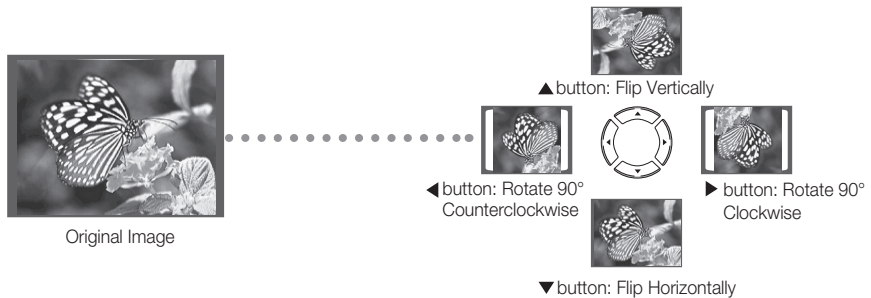 ▲button: Flip Vertically
◀button: Rotate 90°
Counterclockwise
▶ button: Rotate 90°
Clockwise
Original Image
▼button: Flip Horizontally